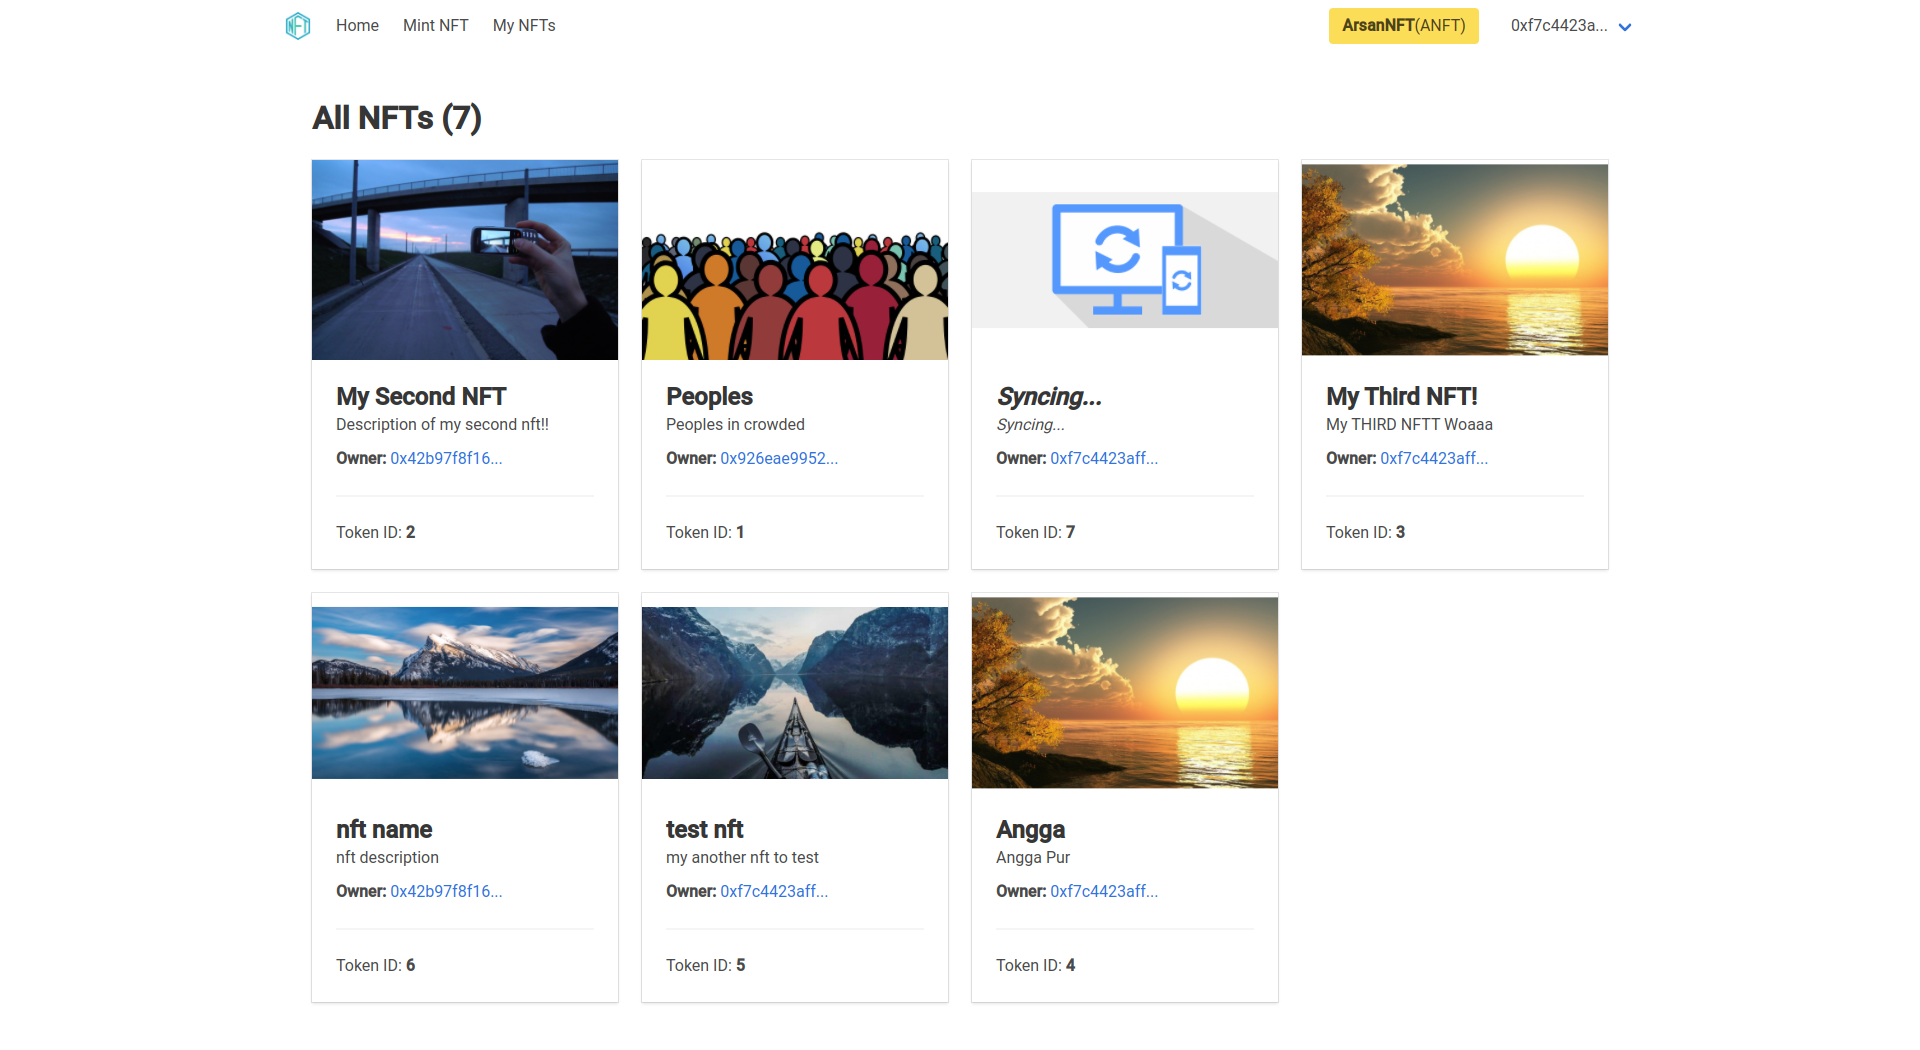 NFT
Home
Mint NFT
My NFTs
ArsanNFT(ANFT)
0xf7c4423a...
All NFTs (7)
My Second NFT
Description of my second nft!!
Owner: 0x42b97f8f16...
Token ID: 2
Peoples
Peoples in crowded
Owner: 0x926eae9952...
Token ID: 1
Syncing...
Syncing...
Owner: 0xf7c4423aff...
Token ID: 7
My Third NFT!
My THIRD NFTT Woaaa
Owner: 0xf7c4423aff...
Token ID: 3
nft name
nft description
Owner: 0x42b97f8f16...
Token ID: 6
test nft
my another nft to test
Owner: 0xf7c4423aff...
Token ID: 5
Angga
Angga Pur
Owner: 0xf7c4423aff...
Token ID: 4